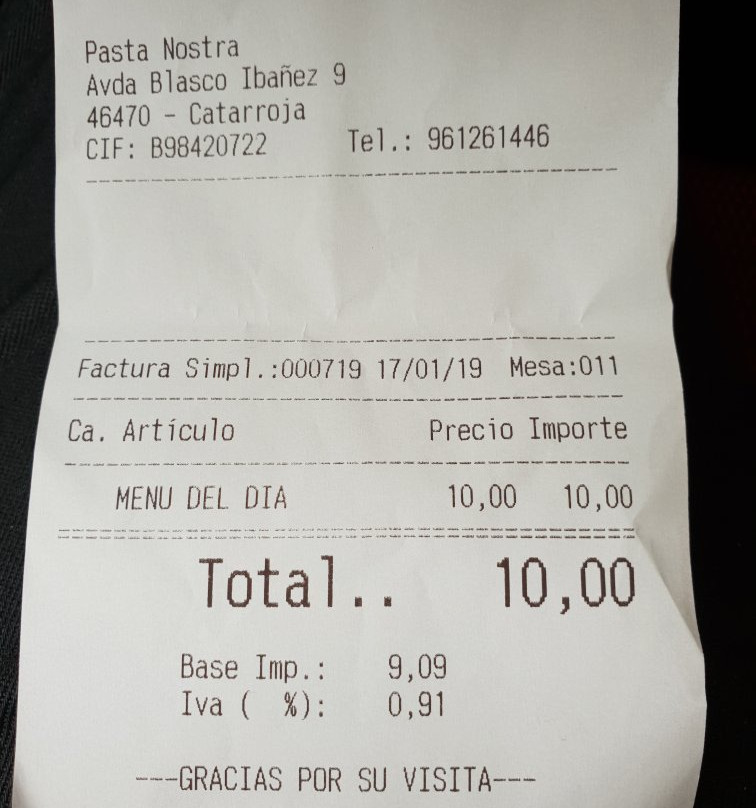 Pasta Nostra
Avda Blasco Ibañez 9
46470 - Catarroja
CIF: B98420722 Tel.: 961261446
Factura Simpl.:000719 17/01/19 Mesa:011
Ca. Artículo Precio Importe
MENU DEL DIA 10,00 10,00
Total.. 10,00
Base Imp.: 9,09
Iva ( %): 0,91
---GRACIAS POR SU VISITA---